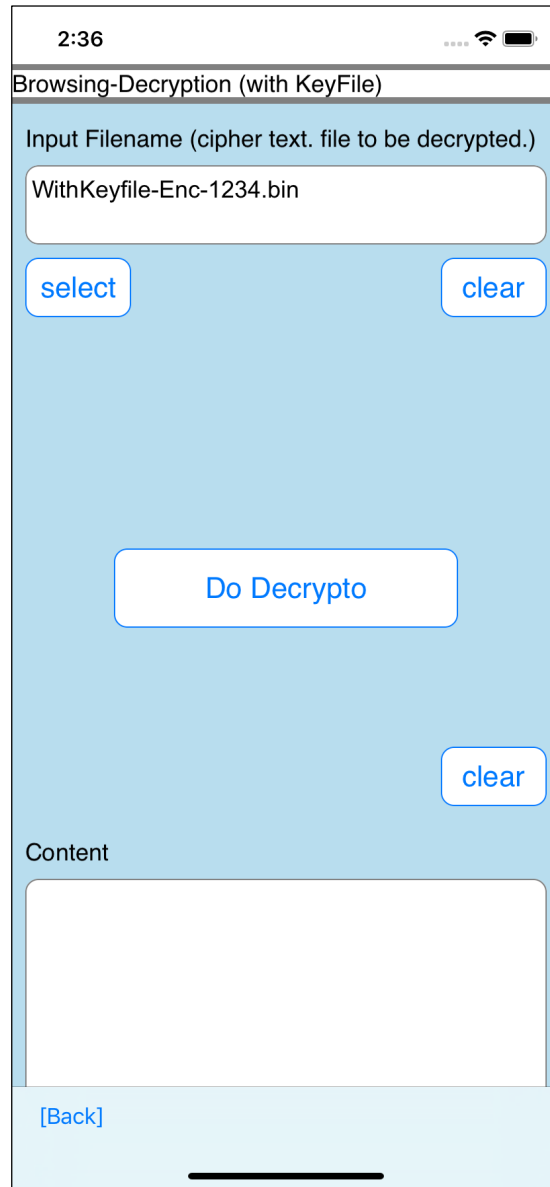 2:36
Browsing-Decryption (with KeyFile)
Input Filename (cipher text. file to be decrypted.)
WithKeyfile-Enc-1234.bin
select
clear
Do Decrypto
clear
Content
[Back]